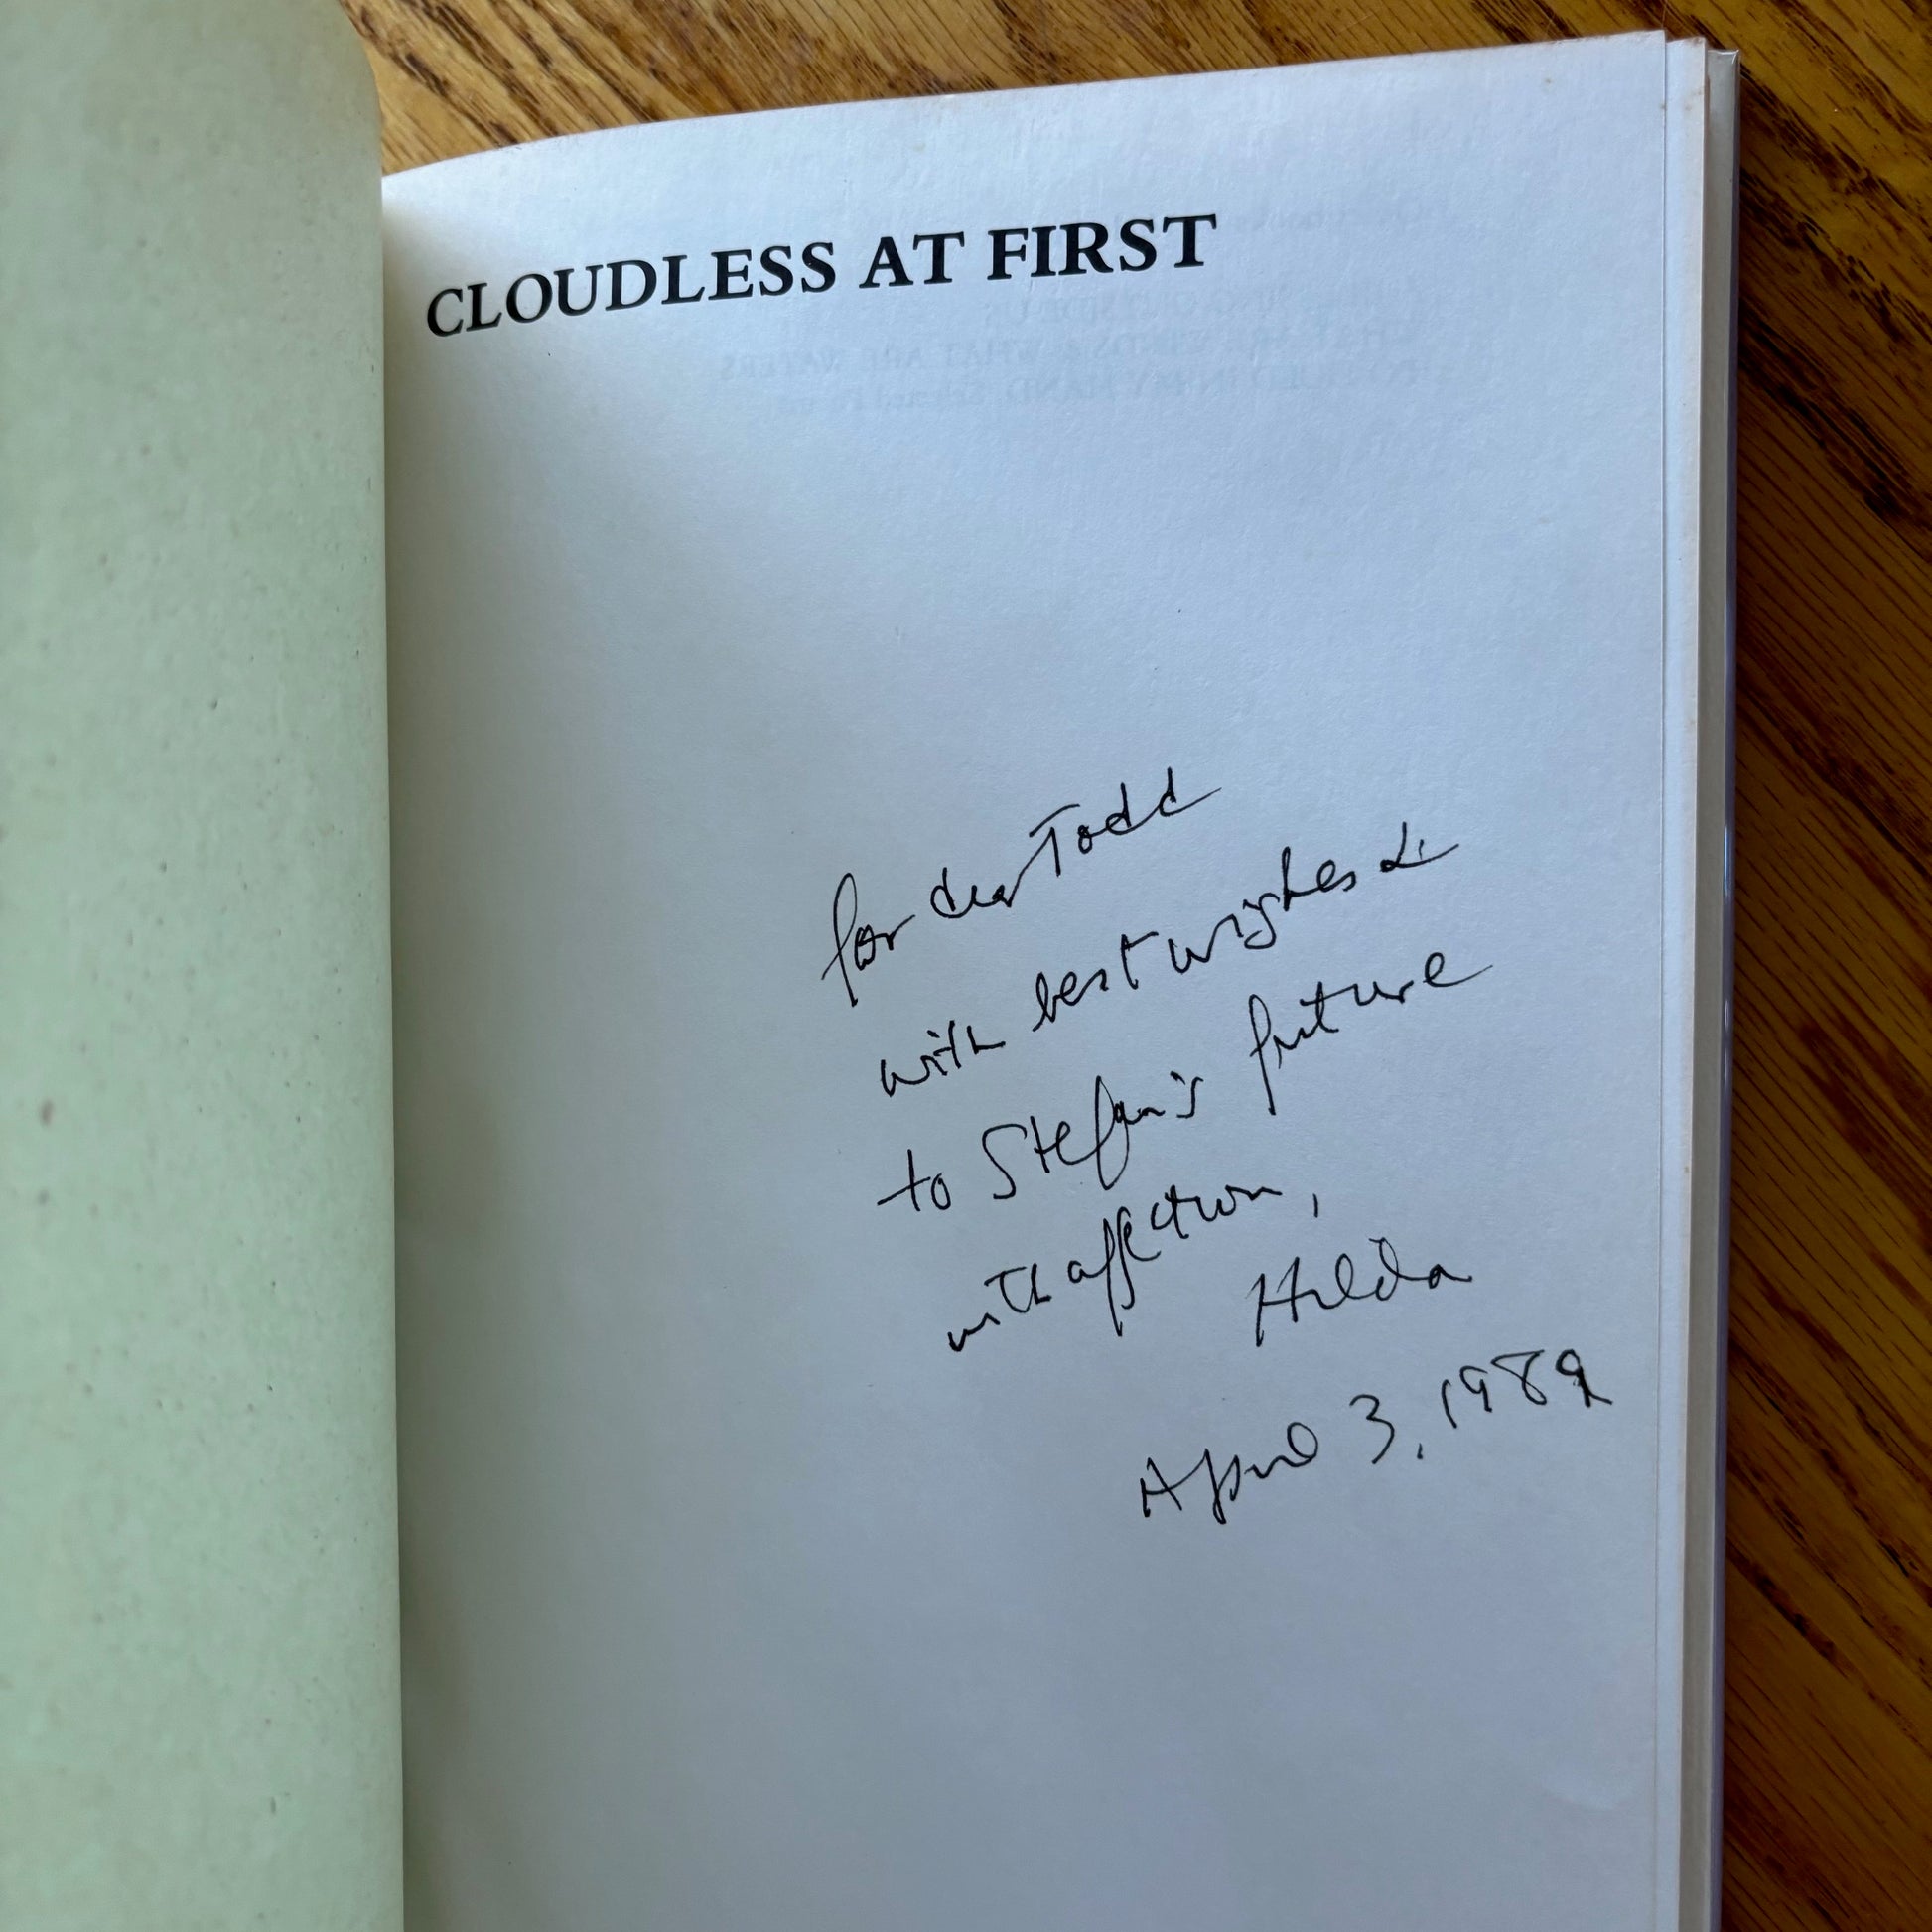 CLOUDLESS AT FIRST
for dear Todd
with best wishes &
to Stefan's future
with affection,
Hilda
April 3, 1989